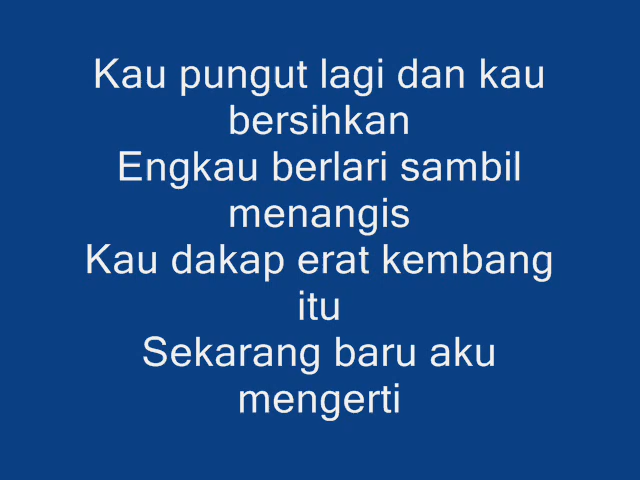 Kau pungut lagi dan kau
bersihkan
Engkau berlari sambil
menangis
Kau dakap erat kembang
itu
Sekarang baru aku
mengerti